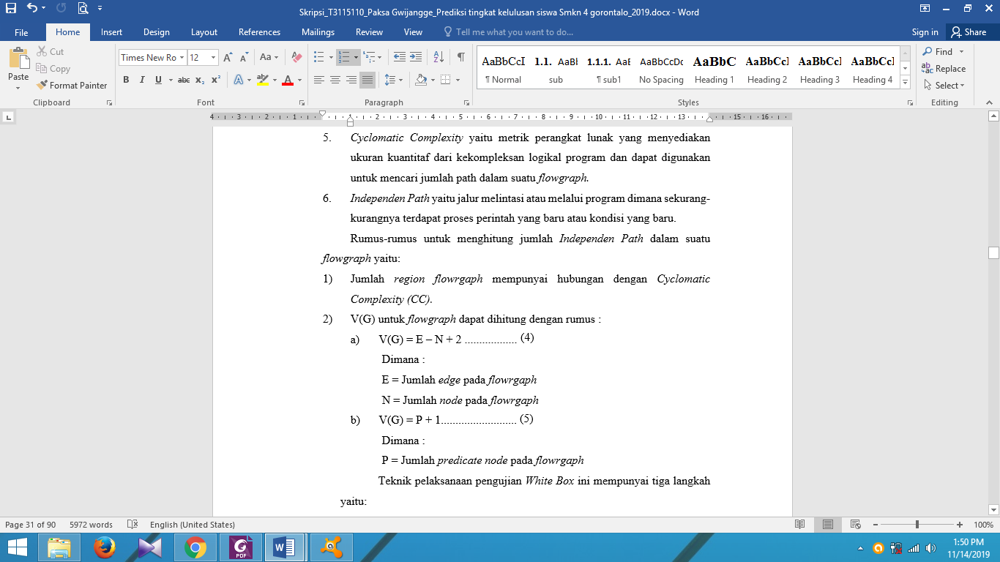 Skripsi_T3115110_Paksa Gwijangge_Prediksi tingkat kelulusan siswa Smkn 4 gorontalo_2019.docx - Word
File Home Insert Design Layout References Mailings Review View Tell me what you want to do... Sign in Share
Paste
Cut
Copy
Format Painter
Clipboard
Times New Ro 12
Font
Paragraph
AaBbCcI 1.1. AaBl 1.1.1. AaE AaBbCcDc AaBbC AaBbCcI AaBbCcI AaBbCcI
¶ Normal sub ¶ sub1 No Spacing Heading 1 Heading 2 Heading 3 Heading 4
Styles
Find
Replace
Select
Editing
5. Cyclomatic Complexity yaitu metrik perangkat lunak yang menyediakan
ukuran kuantitaf dari kekompleksan logikal program dan dapat digunakan
untuk mencari jumlah path dalam suatu flowgraph.
6. Independen Path yaitu jalur melintasi atau melalui program dimana sekurang-
kurangnya terdapat proses perintah yang baru atau kondisi yang baru.
Rumus-rumus untuk menghitung jumlah Independen Path dalam suatu
flowgraph yaitu:
1) Jumlah region flowrgaph mempunyai hubungan dengan Cyclomatic
Complexity (CC).
2) V(G) untuk flowgraph dapat dihitung dengan rumus :
a) V(G) = E – N + 2 .................. (4)
Dimana :
E = Jumlah edge pada flowrgaph
N = Jumlah node pada flowrgaph
b) V(G) = P + 1.......................... (5)
Dimana :
P = Jumlah predicate node pada flowrgaph
Teknik pelaksanaan pengujian White Box ini mempunyai tiga langkah
yaitu:
Page 31 of 90 5972 words English (United States) 100%
1:50 PM
11/14/2019